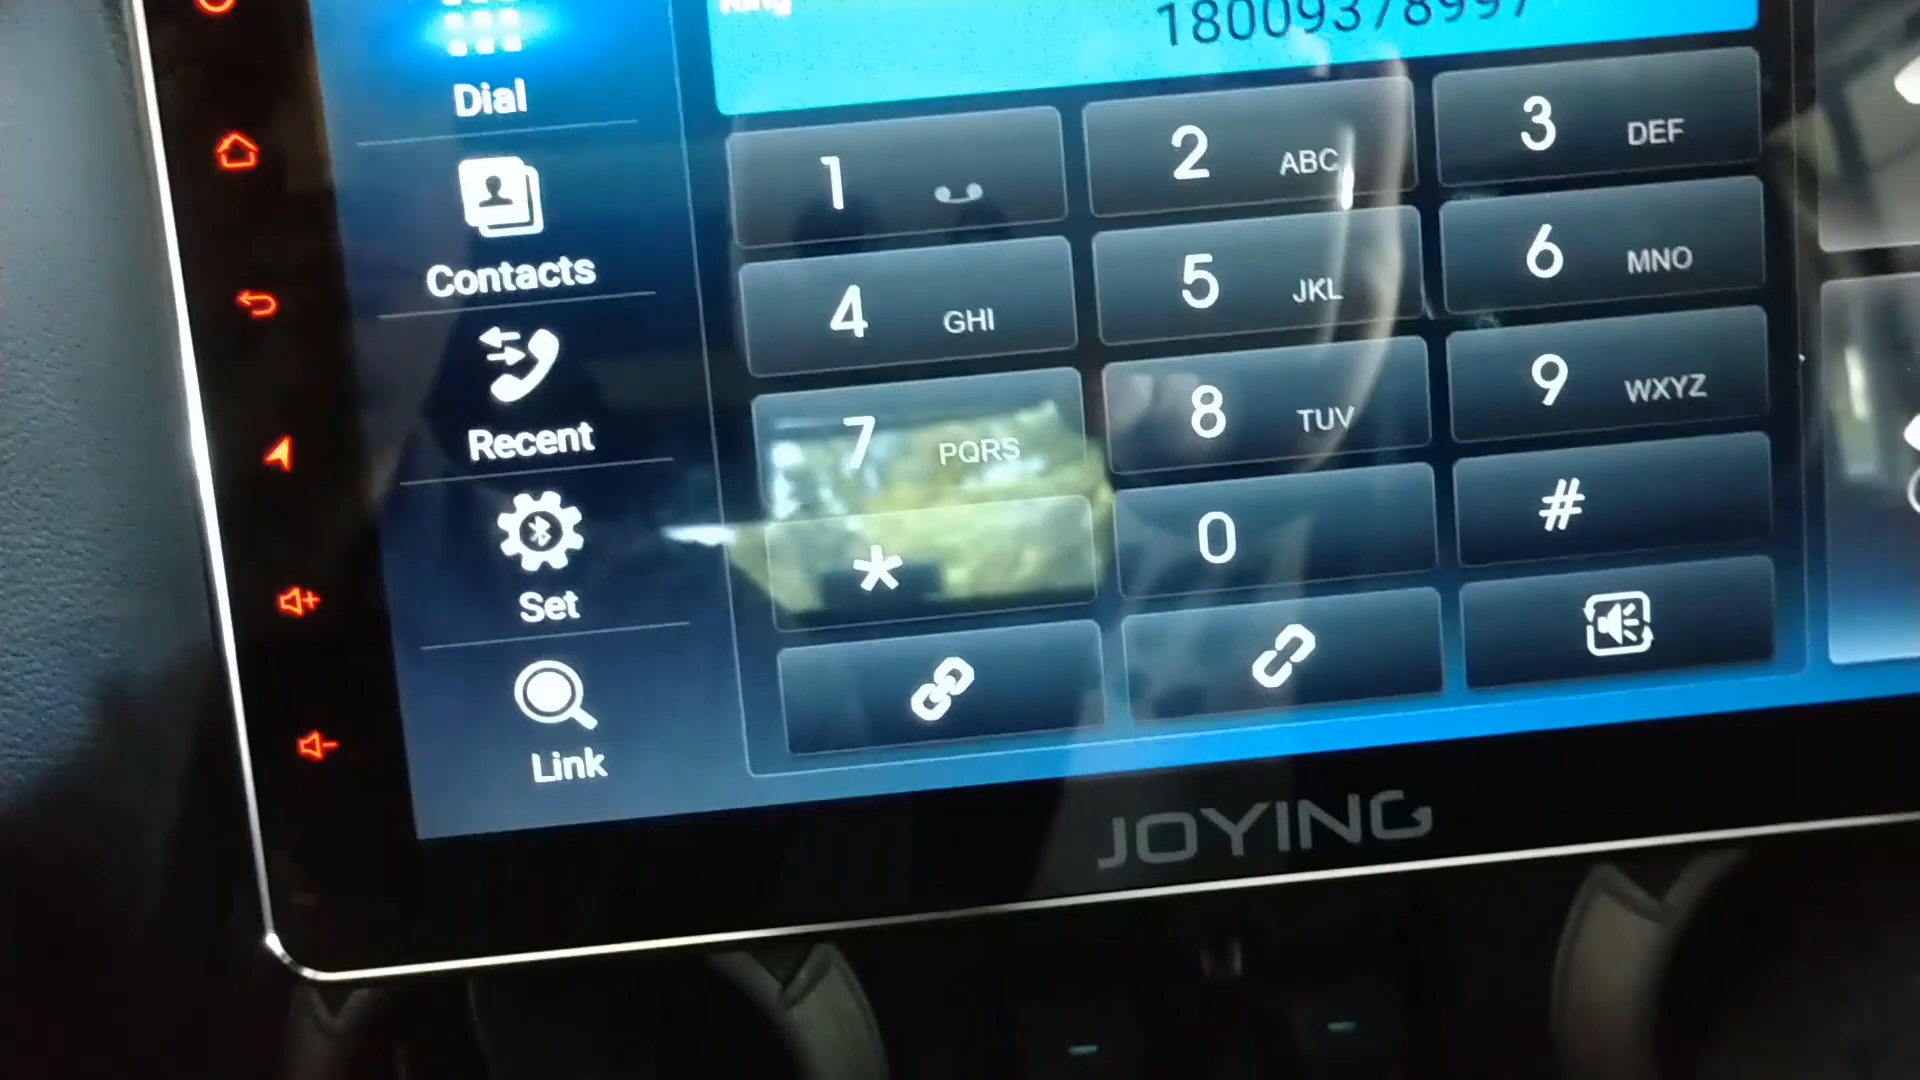 Ring
18009378997
Dial
Contacts
Recent
Set
Link
1
2 ABC
3 DEF
4 GHI
5 JKL
6 MNO
7 PQRS
8 TUV
9 WXYZ
*
0
#
JOYING